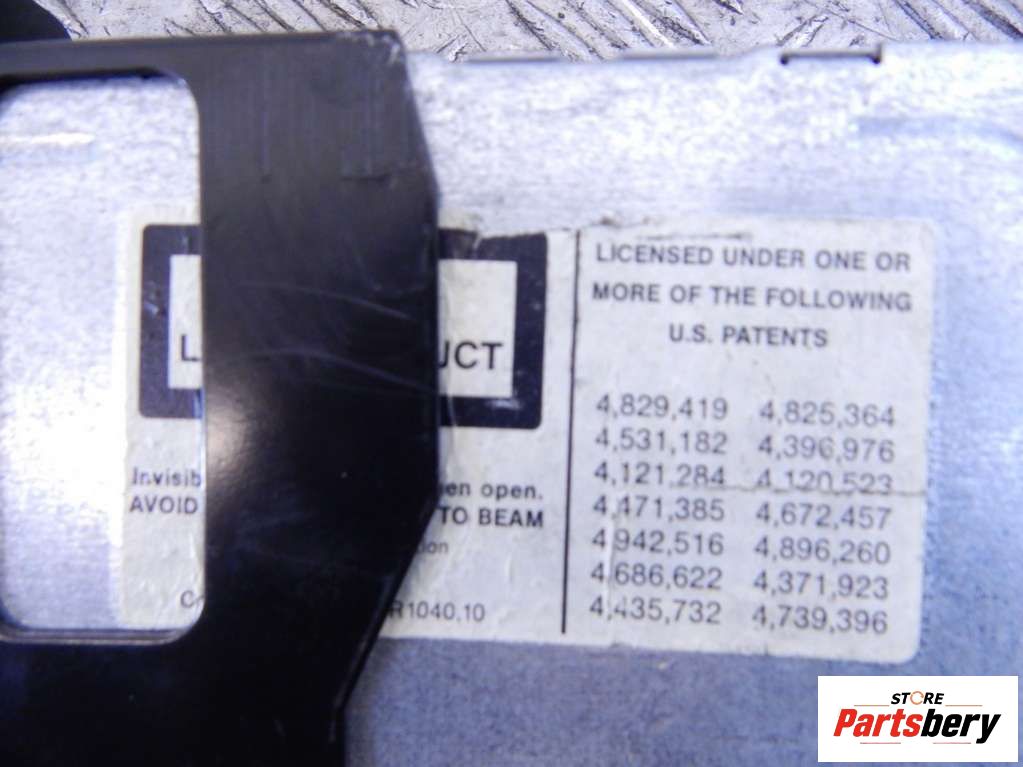 L
UCT
Invisib
en open.
AVOID
TO BEAM
tion
R1040.10
LICENSED UNDER ONE OR
MORE OF THE FOLLOWING
U.S. PATENTS
4,829,419 4,825,364
4,531,182 4,396,976
4,121,284 4,120,523
4,471,385 4,672,457
4,942,516 4,896,260
4,686,622 4,371,923
4,435,732 4,739,396
STORE
Partsbery